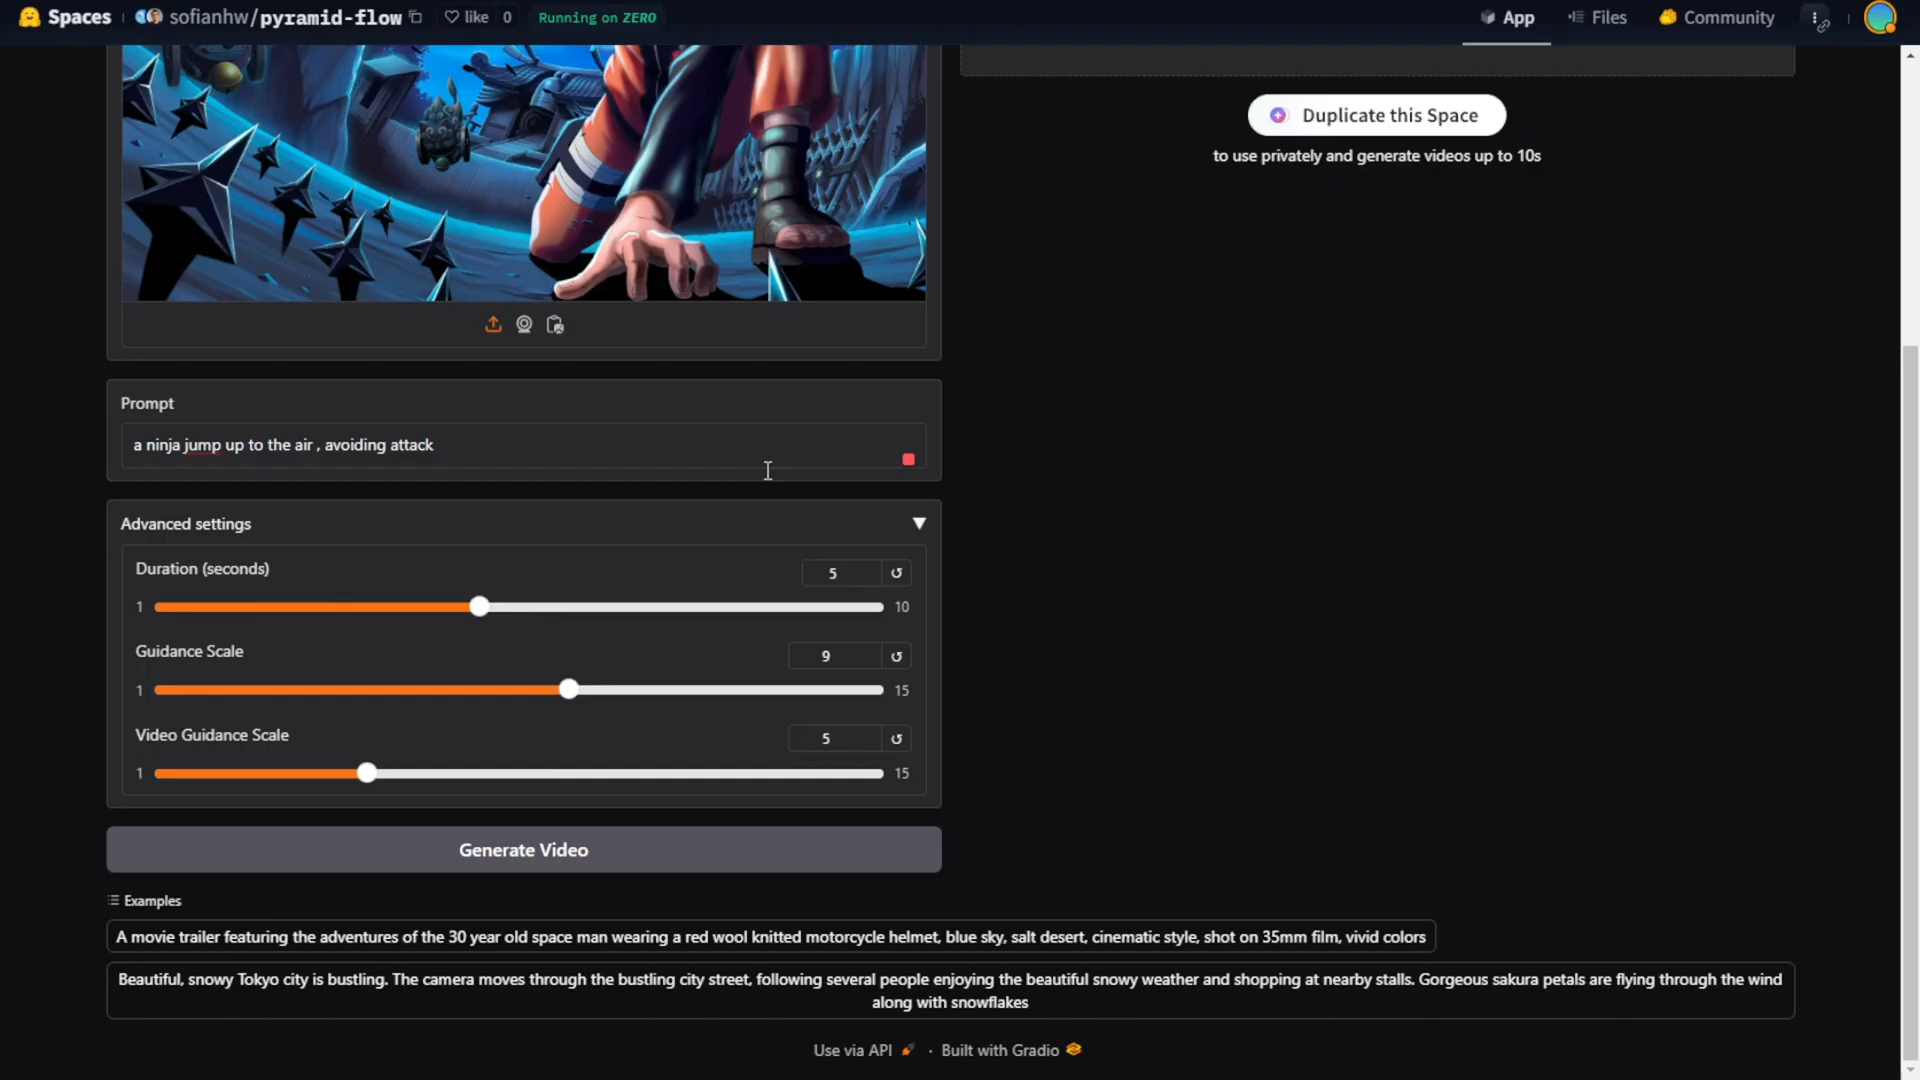 Spaces sofianhw/pyramid-flow like 0 Running on ZERO App Files Community
Duplicate this Space
to use privately and generate videos up to 10s
Prompt
a ninja jump up to the air , avoiding attack
Advanced settings
Duration (seconds)
5
1 10
Guidance Scale
9
1 15
Video Guidance Scale
5
1 15
Generate Video
Examples
A movie trailer featuring the adventures of the 30 year old space man wearing a red wool knitted motorcycle helmet, blue sky, salt desert, cinematic style, shot on 35mm film, vivid colors
Beautiful, snowy Tokyo city is bustling. The camera moves through the bustling city street, following several people enjoying the beautiful snowy weather and shopping at nearby stalls. Gorgeous sakura petals are flying through the wind
along with snowflakes
Use via API · Built with Gradio